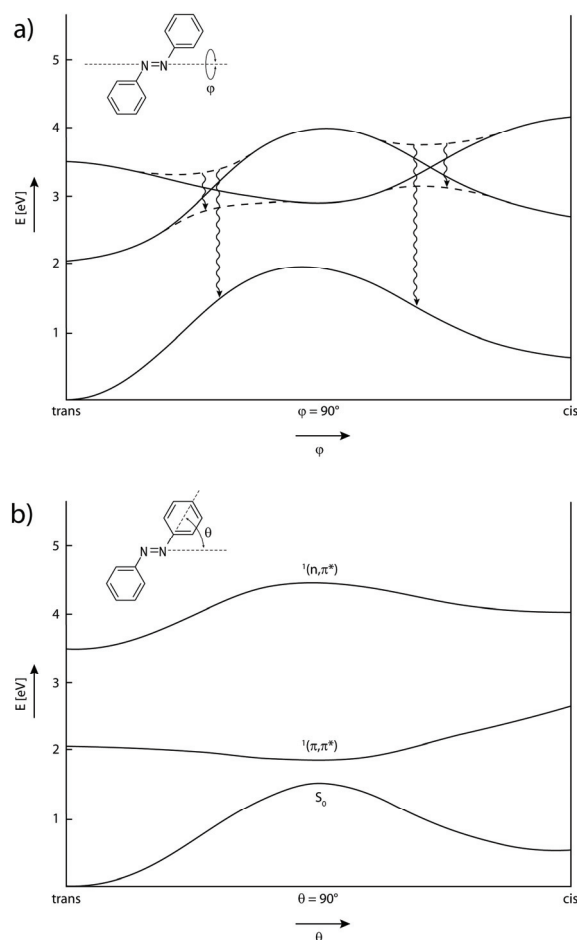 a)
N=N
φ
5
4
3
2
1
E [eV]
trans
φ = 90°
cis
φ
b)
N=N
θ
5
4
3
2
1
E [eV]
¹(n,π*)
¹(π,π*)
S₀
trans
θ = 90°
cis
θ